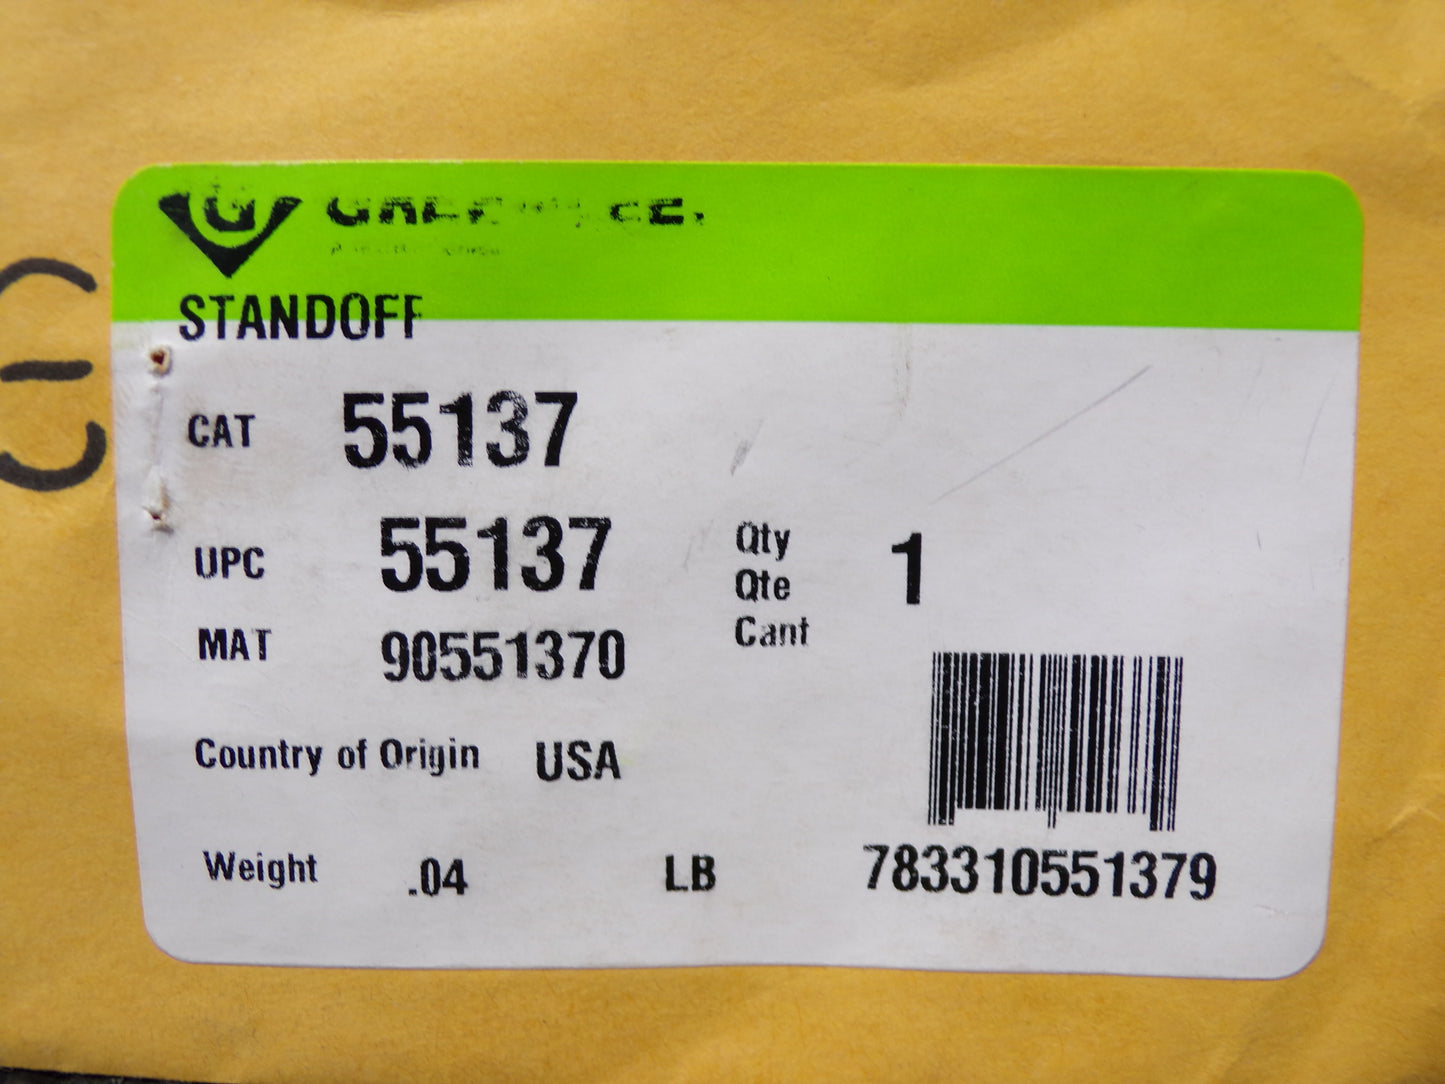 STANDOFF
CAT 55137
UPC 55137
MAT 90551370
Qty
Qte 1
Cant
Country of Origin USA
Weight .04 LB
783310551379